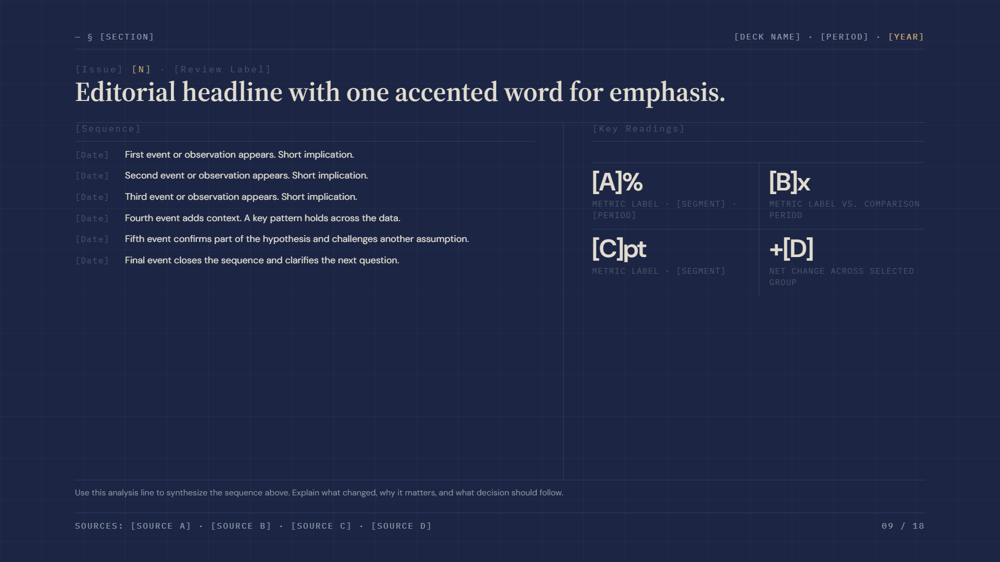 — § [SECTION]
[DECK NAME] · [PERIOD] · [YEAR]
[Issue] [N] · [Review Label]
Editorial headline with one accented word for emphasis.
[Sequence]
[Date] First event or observation appears. Short implication.
[Date] Second event or observation appears. Short implication.
[Date] Third event or observation appears. Short implication.
[Date] Fourth event adds context. A key pattern holds across the data.
[Date] Fifth event confirms part of the hypothesis and challenges another assumption.
[Date] Final event closes the sequence and clarifies the next question.
[Key Readings]
[A]%
METRIC LABEL · [SEGMENT] ·
[PERIOD]
[B]x
METRIC LABEL VS. COMPARISON
PERIOD
[C]pt
METRIC LABEL · [SEGMENT]
+[D]
NET CHANGE ACROSS SELECTED
GROUP
Use this analysis line to synthesize the sequence above. Explain what changed, why it matters, and what decision should follow.
SOURCES: [SOURCE A] · [SOURCE B] · [SOURCE C] · [SOURCE D]
09 / 18